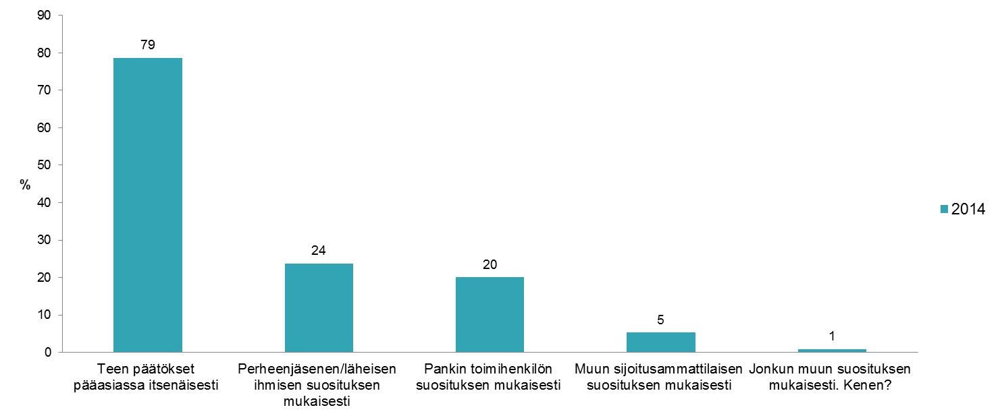 90
80
70
60
50
40
30
20
10
0
%
79
24
20
5
1
Teen päätökset
pääasiassa itsenäisesti
Perheenjäsenen/läheisen
ihmisen suosituksen
mukaisesti
Pankin toimihenkilön
suosituksen mukaisesti
Muun sijoitusammattilaisen
suosituksen mukaisesti
Jonkun muun suosituksen
mukaisesti. Kenen?
2014